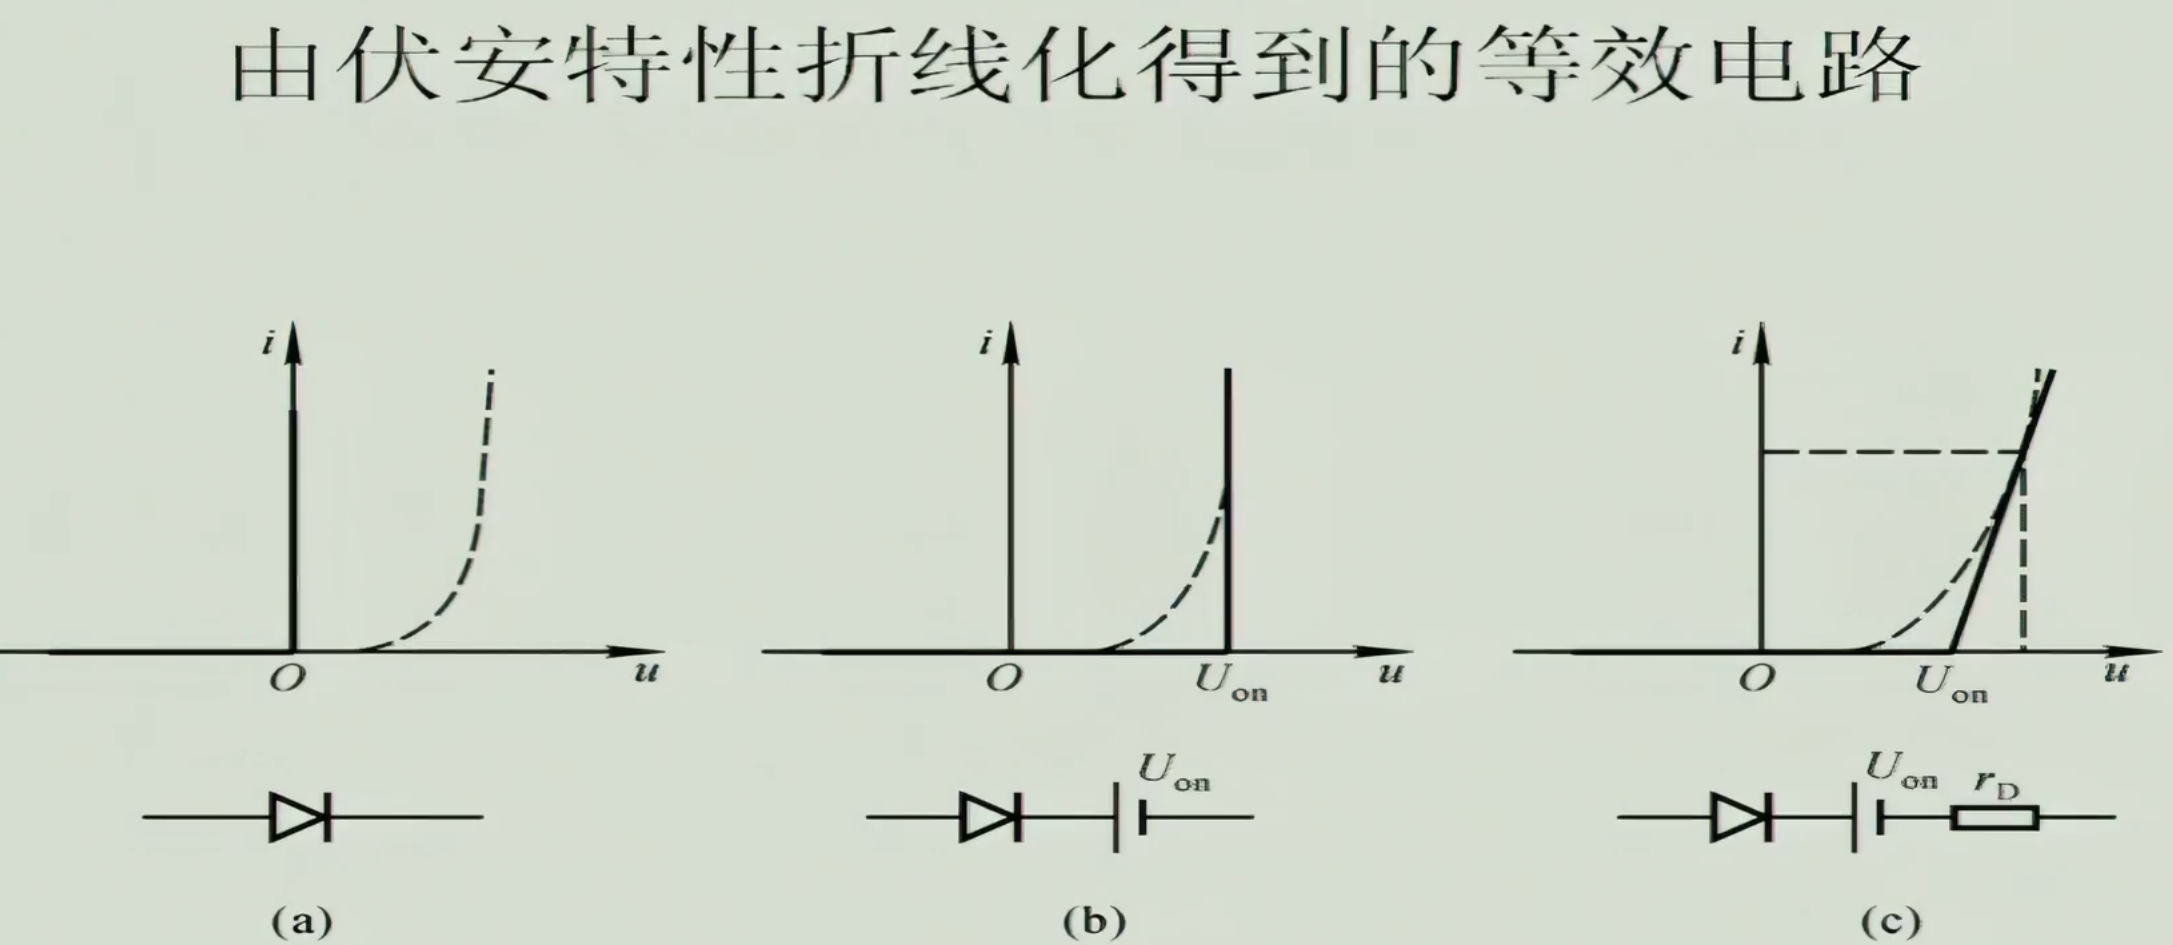 由伏安特性折线化得到的等效电路
i i i
O u O U_on u O U_on u
U_on U_on r_D
(a) (b) (c)